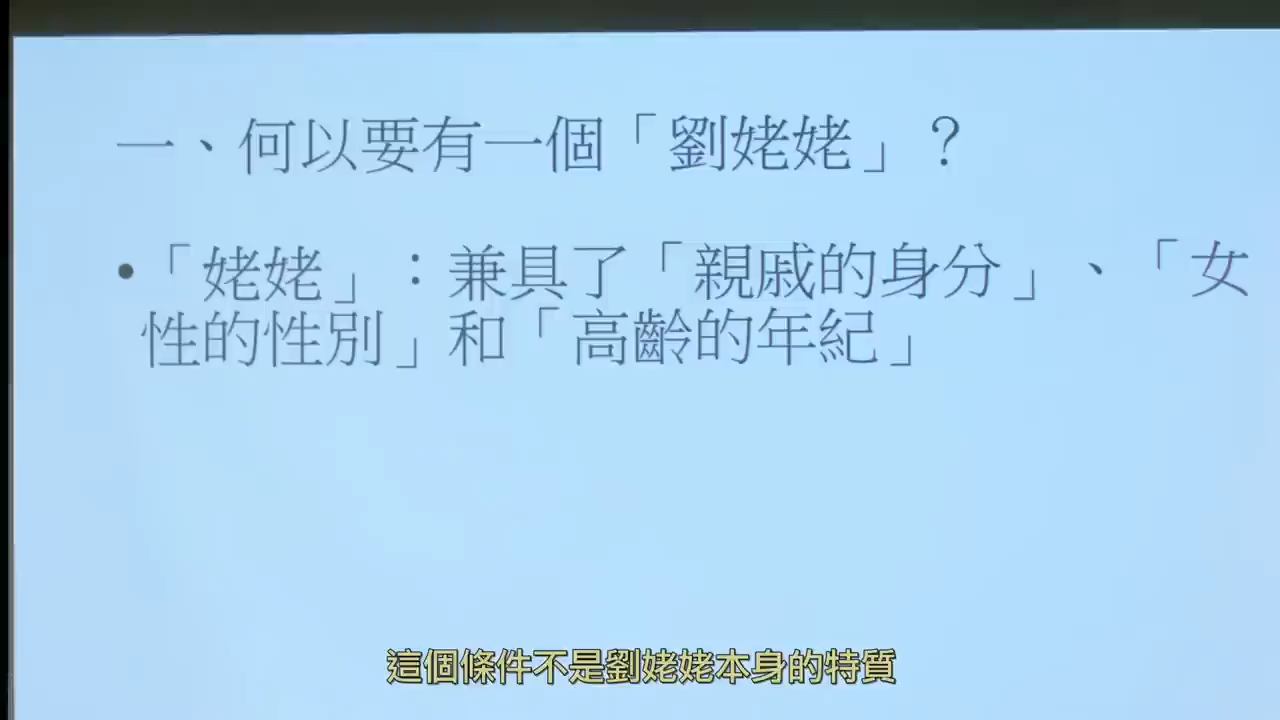 一、何以要有一個「劉姥姥」？
•「姥姥」：兼具了「親戚的身分」、「女
性的性別」和「高齡的年紀」
這個條件不是劉姥姥本身的特質